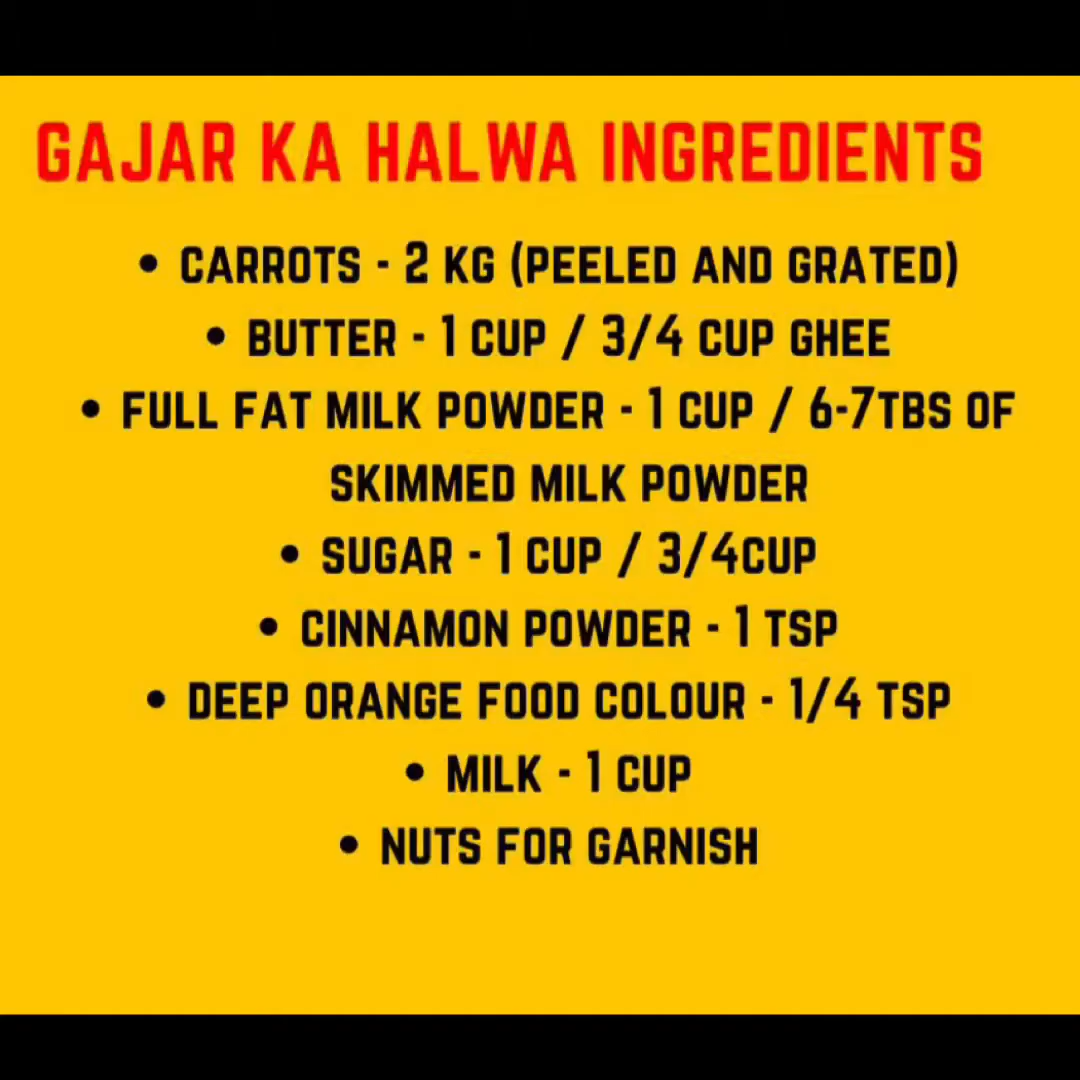 GAJAR KA HALWA INGREDIENTS
• CARROTS - 2 KG (PEELED AND GRATED)
• BUTTER - 1 CUP / 3/4 CUP GHEE
• FULL FAT MILK POWDER - 1 CUP / 6-7TBS OF
SKIMMED MILK POWDER
• SUGAR - 1 CUP / 3/4CUP
• CINNAMON POWDER - 1 TSP
• DEEP ORANGE FOOD COLOUR - 1/4 TSP
• MILK - 1 CUP
• NUTS FOR GARNISH